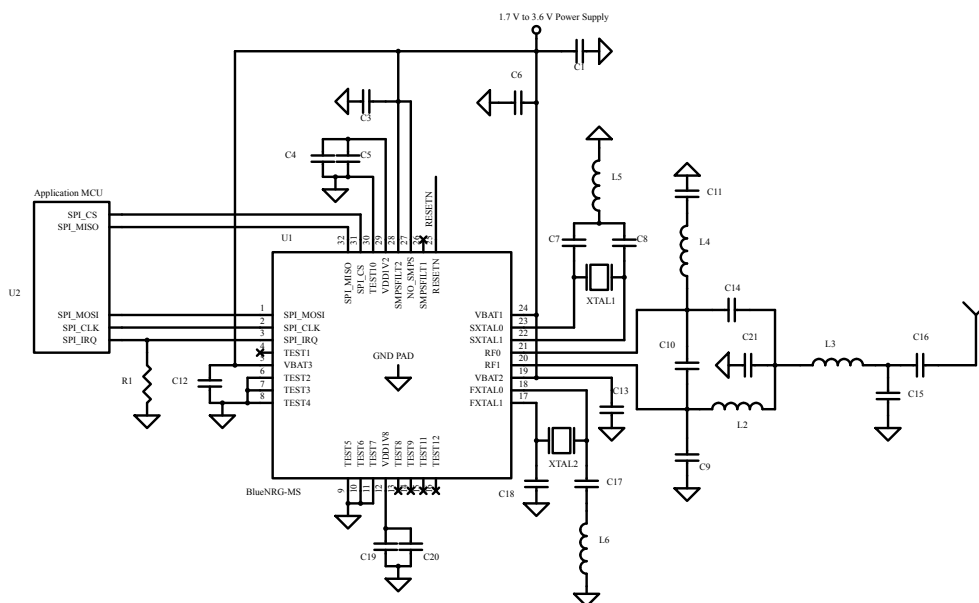 1.7 V to 3.6 V Power Supply
C1
C6
C3
C4
C5
L5
C11
RESETN
Application MCU
SPI_CS
SPI_MISO
U1
32
31
30
29
28
27
26
25
C7
C8
L4
XTAL1
C14
SPI_MISO
SPI_CS
TEST10
VDD1V2
SMPSFILT2
NO_SMPS
SMPSFILT1
RESETN
U2
SPI_MOSI
SPI_CLK
SPI_IRQ
1
2
3
4
5
6
7
8
SPI_MOSI
SPI_CLK
SPI_IRQ
TEST1
VBAT3
TEST2
TEST3
TEST4
GND PAD
VBAT1
SXTAL0
SXTAL1
RF0
RF1
VBAT2
FXTAL0
FXTAL1
24
23
22
21
20
19
18
17
C10
C21
L3
C16
R1
C12
C13
C15
L2
TEST5
TEST6
TEST7
VDD1V8
TEST8
TEST9
TEST11
TEST12
XTAL2
C9
BlueNRG-MS
9
10
11
12
13
14
15
16
C18
C17
C19
C20
L6